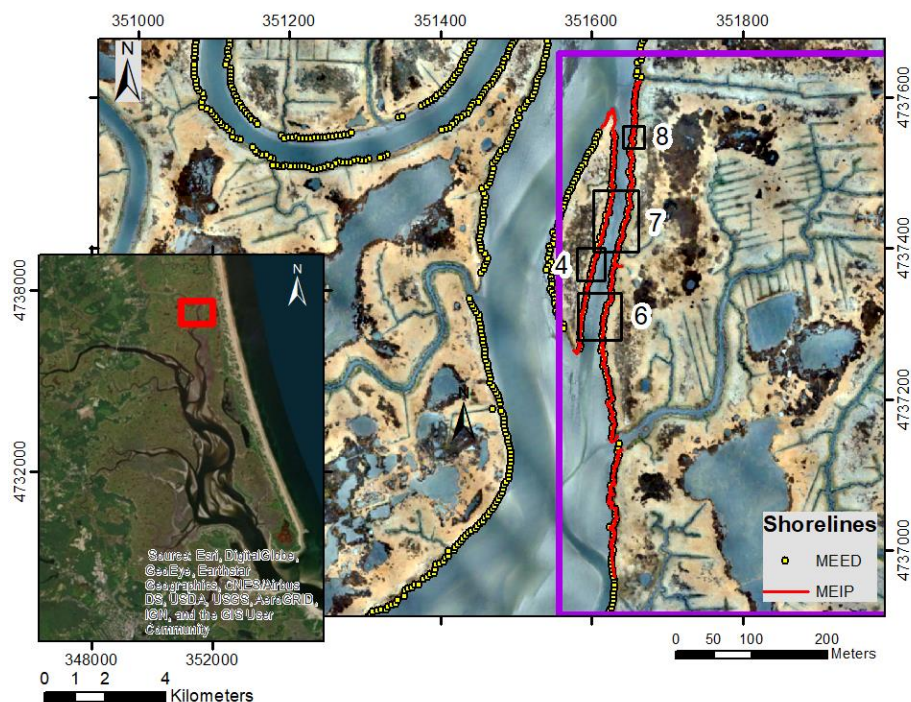 351000 351200 351400 351600 351800
N
4737600
8
7
4737400
4
6
4738000
N
4737200
4732000
4737000
Shorelines
MEED
MEIP
Source: Esri, DigitalGlobe,
GeoEye, Earthstar
Geographics, CNES/Airbus
DS, USDA, USGS, AeroGRID,
IGN, and the GIS User
Community
0 50 100 200
Meters
348000 352000
0 1 2 4
Kilometers